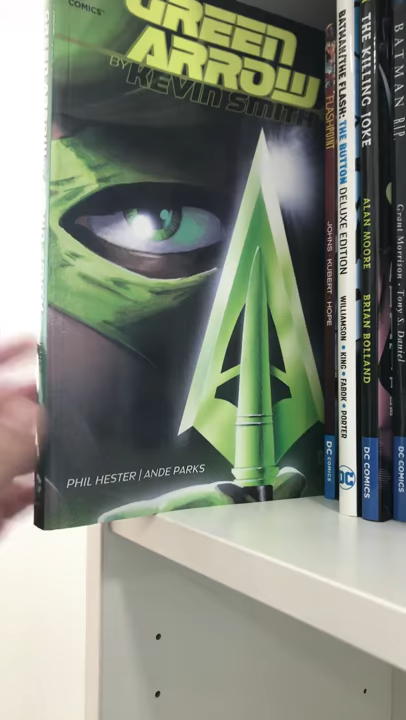 COMICS™
GREEN
ARROW
BY KEVIN SMITH
PHIL HESTER | ANDE PARKS
FLASHPOINT
JOHNS · KUBERT · HOPE
DC COMICS
BATMAN/THE FLASH: THE BUTTON DELUXE EDITION
WILLIAMSON • KING • FABOK • PORTER
DC
THE KILLING JOKE
ALAN MOORE
BRIAN BOLLAND
DC COMICS
BATMAN R.I.P.
Grant Morrison · Tony S. Daniel
DC COMICS